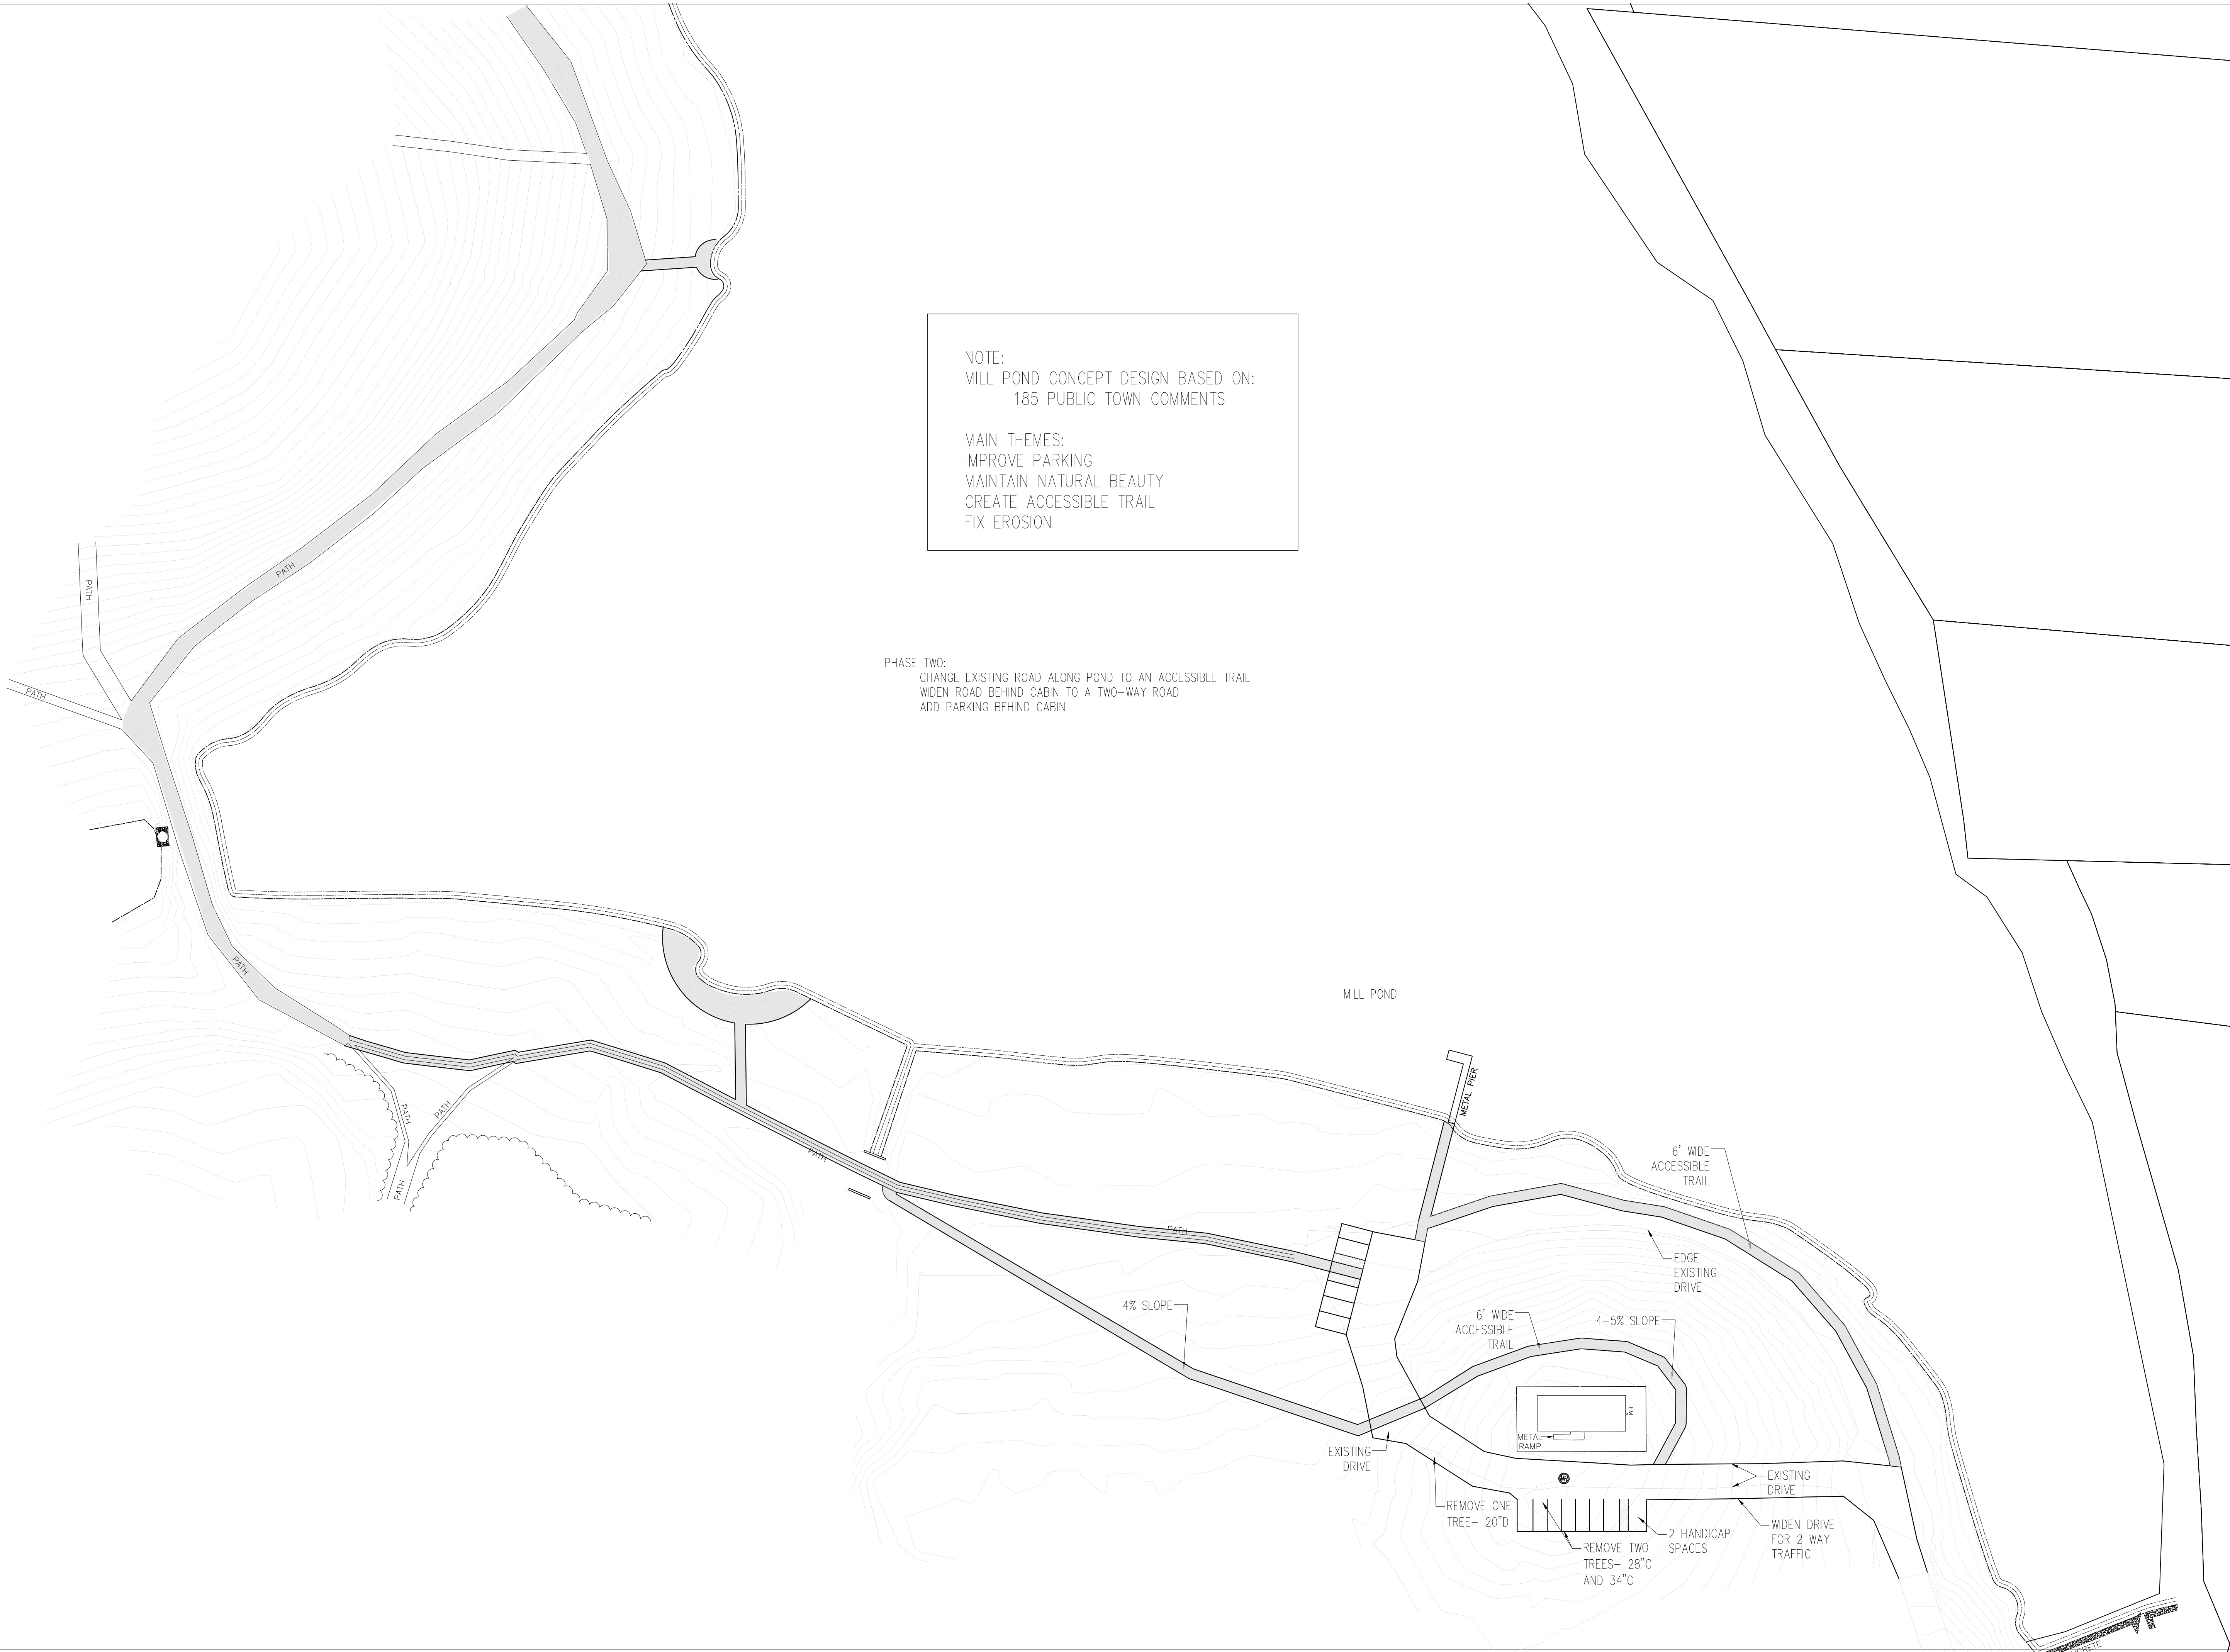 NOTE:
MILL POND CONCEPT DESIGN BASED ON:
185 PUBLIC TOWN COMMENTS
MAIN THEMES:
IMPROVE PARKING
MAINTAIN NATURAL BEAUTY
CREATE ACCESSIBLE TRAIL
FIX EROSION
PATH
PATH
PHASE TWO:
CHANGE EXISTING ROAD ALONG POND TO AN ACCESSIBLE TRAIL
WIDEN ROAD BEHIND CABIN TO A TWO-WAY ROAD
ADD PARKING BEHIND CABIN
PATH
PATH
MILL POND
METAL PIER
PATH
PATH
PATH
PATH
PATH
6' WIDE
ACCESSIBLE
TRAIL
EDGE
EXISTING
DRIVE
4% SLOPE
6' WIDE
ACCESSIBLE
TRAIL
4-5% SLOPE
METAL
RAMP
EXISTING
DRIVE
EXISTING
DRIVE
REMOVE ONE
TREE- 20"D
2 HANDICAP
SPACES
WIDEN DRIVE
FOR 2 WAY
TRAFFIC
REMOVE TWO
TREES- 28"C
AND 34"C